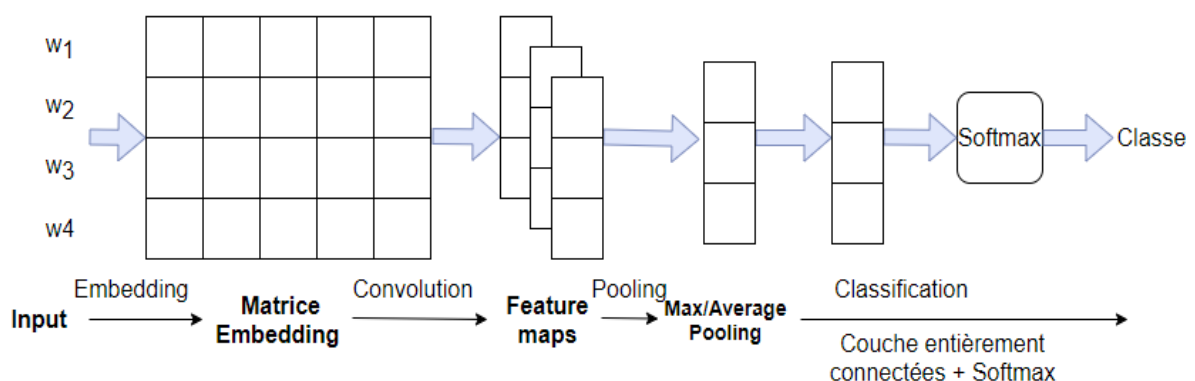 w1
w2
w3
w4
Softmax
Classe
Embedding
Convolution
Pooling
Classification
Input
Matrice
Embedding
Feature
maps
Max/Average
Pooling
Couche entièrement
connectées + Softmax